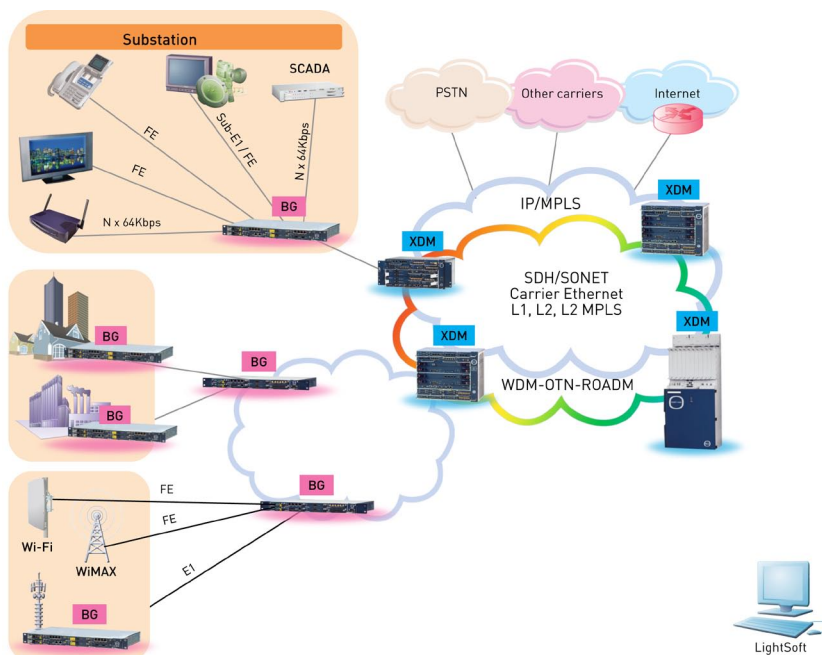 Substation
SCADA
FE
Sub-E1 / FE
N x 64Kbps
FE
BG
N x 64Kbps
PSTN
Other carriers
Internet
IP/MPLS
XDM
XDM
SDH/SONET
Carrier Ethernet
L1, L2, L2 MPLS
XDM
XDM
WDM-OTN-ROADM
BG
BG
BG
BG
FE
FE
Wi-Fi
WiMAX
E1
BG
LightSoft